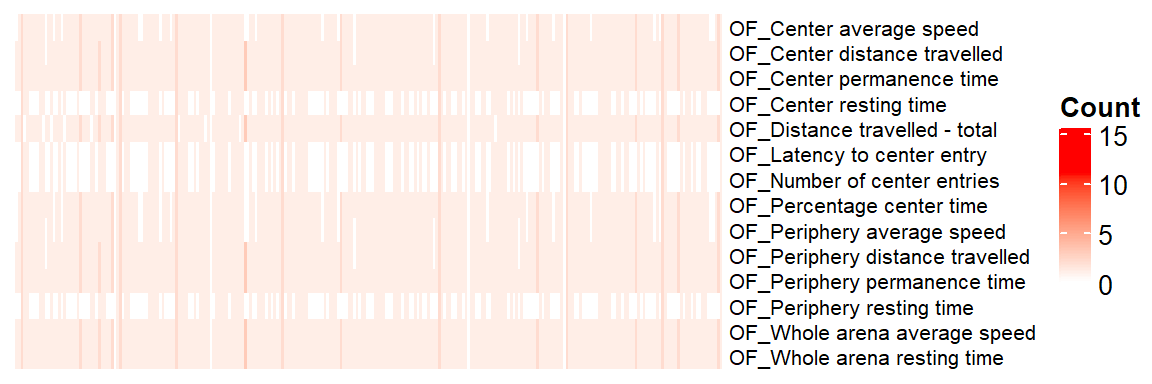 OF_Center average speed
OF_Center distance travelled
OF_Center permanence time
OF_Center resting time
OF_Distance travelled - total
OF_Latency to center entry
OF_Number of center entries
OF_Percentage center time
OF_Periphery average speed
OF_Periphery distance travelled
OF_Periphery permanence time
OF_Periphery resting time
OF_Whole arena average speed
OF_Whole arena resting time
Count
15
10
5
0